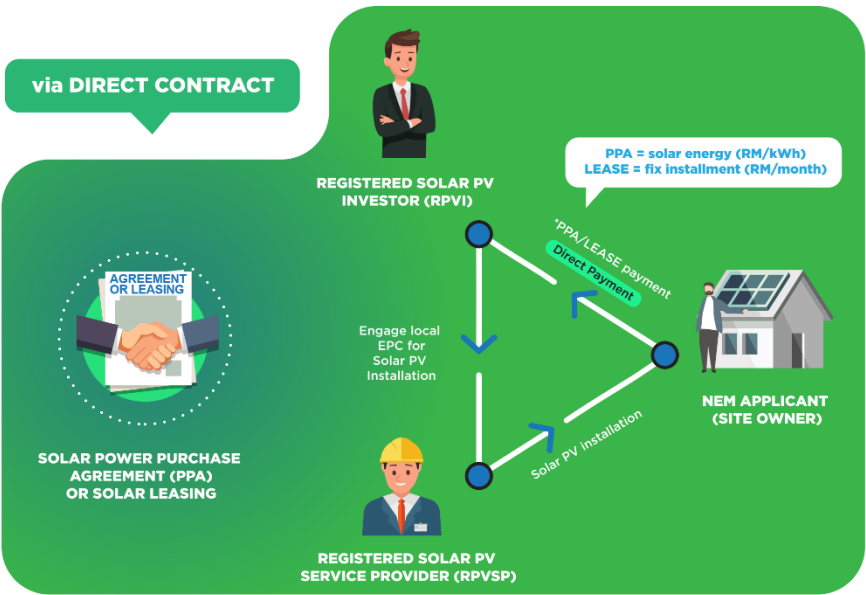 via DIRECT CONTRACT
REGISTERED SOLAR PV
INVESTOR (RPVI)
PPA = solar energy (RM/kWh)
LEASE = fix installment (RM/month)
*PPA/LEASE payment
Direct Payment
AGREEMENT
OR LEASING
Engage local
EPC for
Solar PV
Installation
NEM APPLICANT
(SITE OWNER)
Solar PV installation
SOLAR POWER PURCHASE
AGREEMENT (PPA)
OR SOLAR LEASING
REGISTERED SOLAR PV
SERVICE PROVIDER (RPVSP)